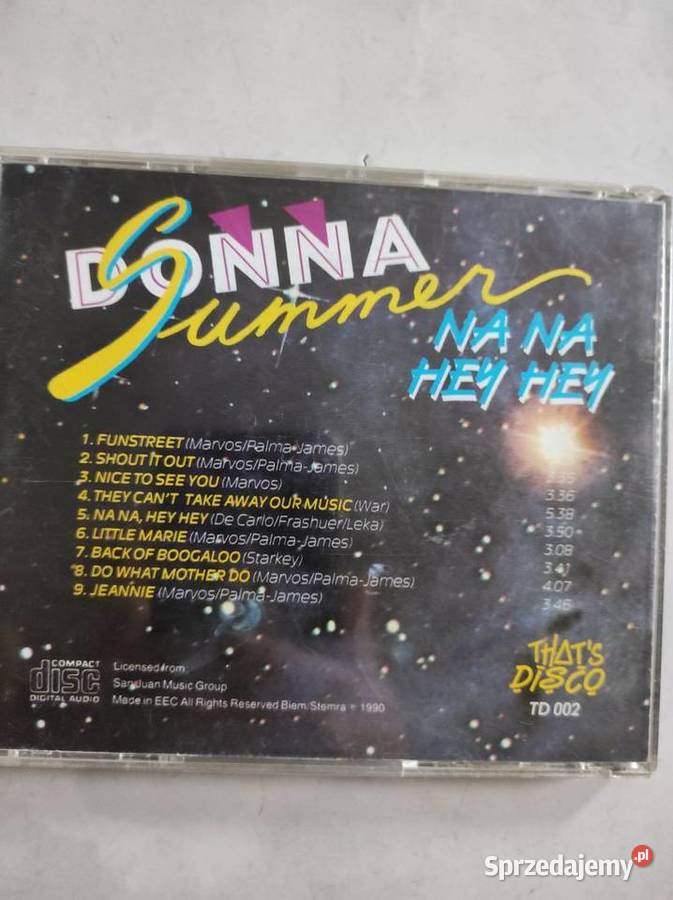 DONNA
Summer
NA NA
HEY HEY
1. FUNSTREET (Marvos/Palma-James)
2. SHOUT IT OUT (Marvos/Palma-James) 3.35
3. NICE TO SEE YOU (Marvos) 3.36
4. THEY CAN'T TAKE AWAY OUR MUSIC (War) 5.38
5. NA NA, HEY HEY (De Carlo/Frashuer/Leka) 3.50
6. LITTLE MARIE (Marvos/Palma-James) 3.08
7. BACK OF BOOGALOO (Starkey) 3.41
8. DO WHAT MOTHER DO (Marvos/Palma-James) 4.07
9. JEANNIE (Marvos/Palma-James) 3.46
COMPACT
disc
DIGITAL AUDIO
Licensed from:
San Juan Music Group
Made in EEC All Rights Reserved Biem/Stemra ℗ 1990
THAT'S
DISCO
TD 002
Sprzedajemy.pl